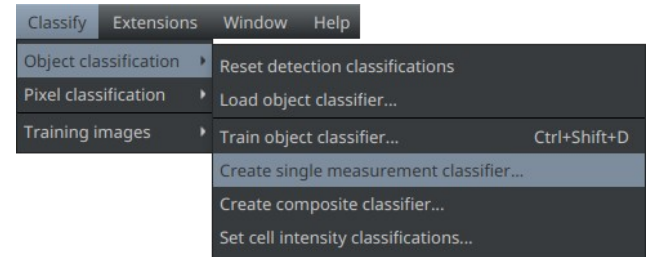 Classify Extensions Window Help
Object classification
Pixel classification
Training images
Reset detection classifications
Load object classifier...
Train object classifier... Ctrl+Shift+D
Create single measurement classifier...
Create composite classifier...
Set cell intensity classifications...